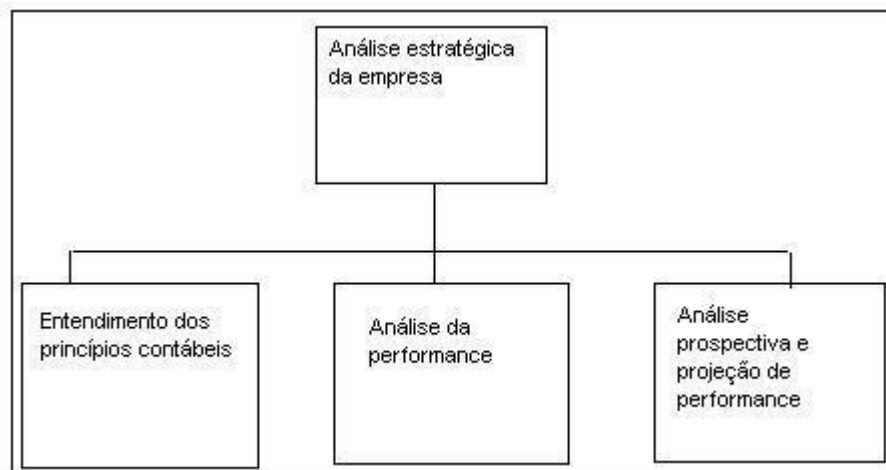 Análise estratégica
da empresa
Entendimento dos
princípios contábeis
Análise da
performance
Análise
prospectiva e
projeção de
performance